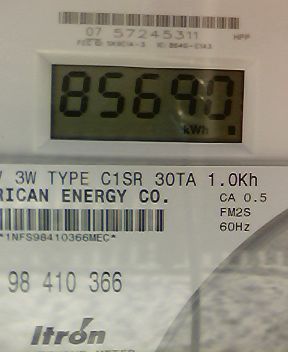 07 57245311 HPP
85690
kWh
3W TYPE C1SR 30TA 1.0Kh
RICAN ENERGY CO. CA 0.5
FM2S
*1NFS98410366MEC* 60Hz
98 410 366
Itron